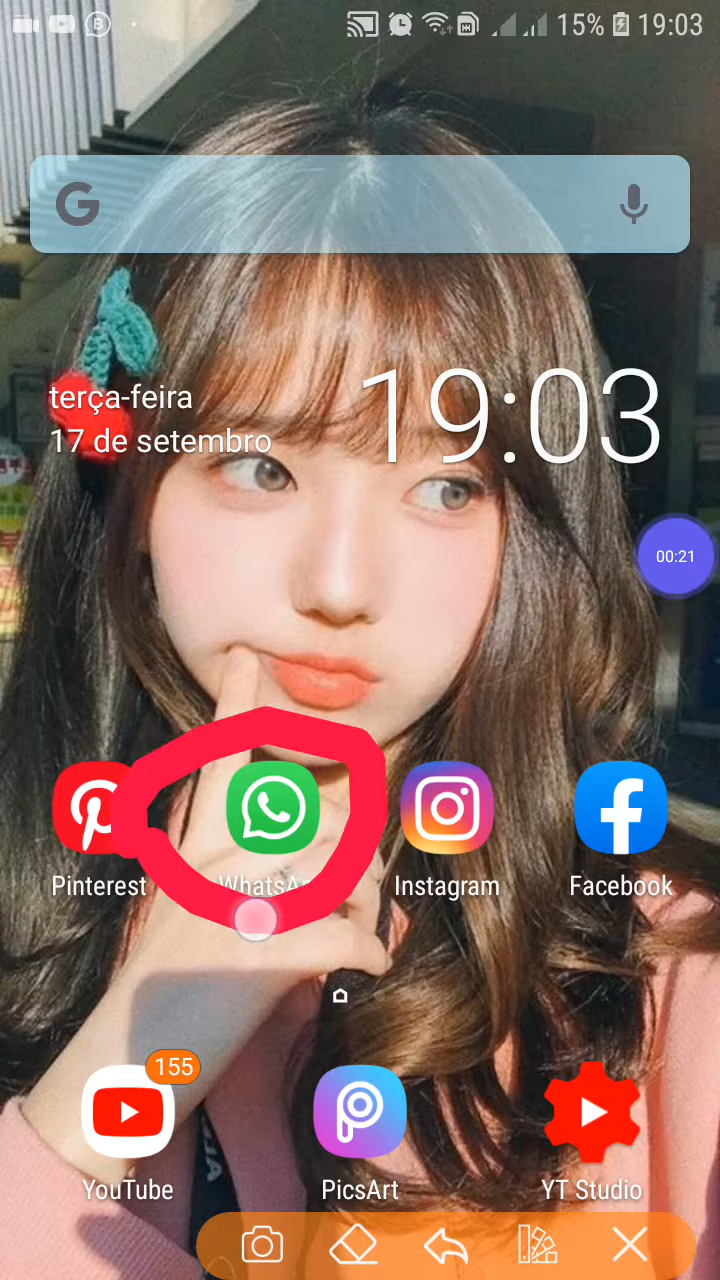 15% 19:03
terça-feira
17 de setembro
19:03
00:21
Pinterest
WhatsAp
Instagram
Facebook
155
YouTube
PicsArt
YT Studio